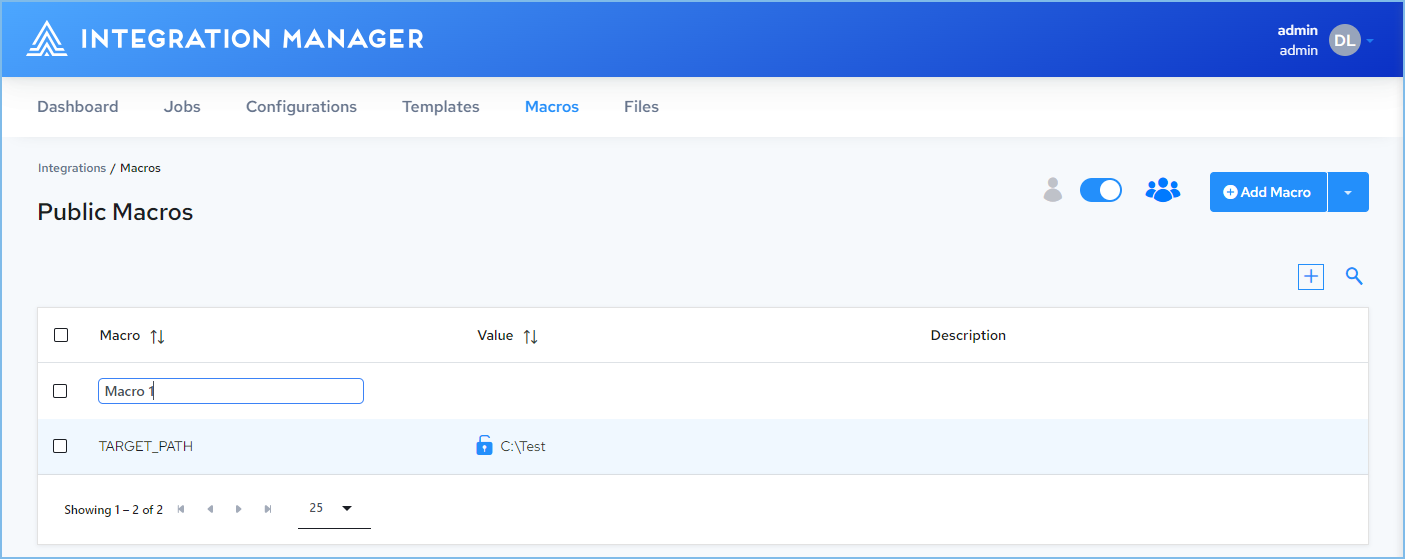 INTEGRATION MANAGER
admin
admin
DL
Dashboard Jobs Configurations Templates Macros Files
Integrations / Macros
Public Macros
Add Macro
Macro Value Description
Macro 1
TARGET_PATH C:\Test
Showing 1 – 2 of 2 25